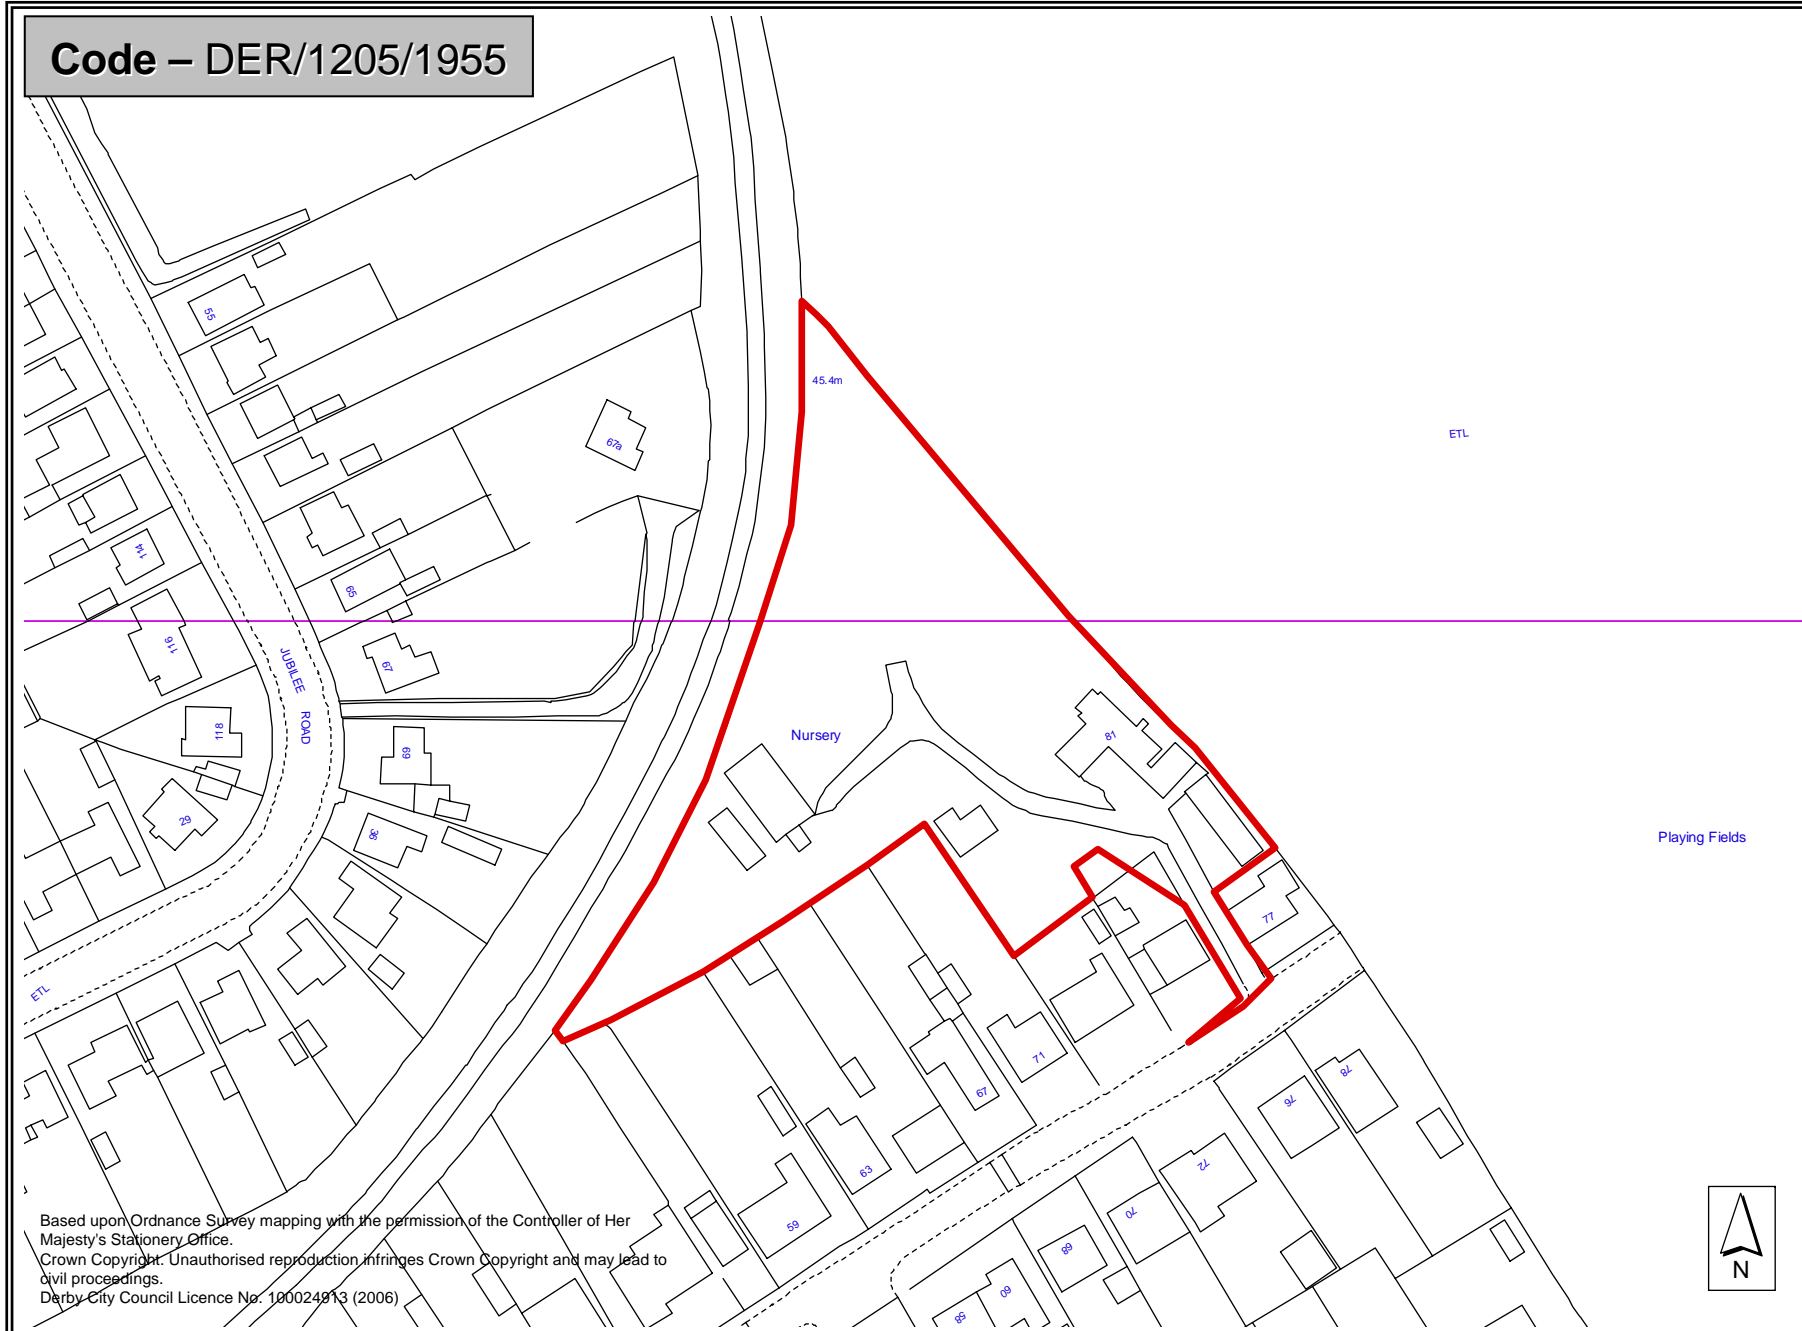 Code – DER/1205/1955
55
67a
45.4m
ETL
114
65
116
67
JUBILEE ROAD
118
69
29
36
Nursery
81
Playing Fields
77
ETL
71
67
63
59
78
76
72
70
68
60
58
Based upon Ordnance Survey mapping with the permission of the Controller of Her
Majesty's Stationery Office.
Crown Copyright. Unauthorised reproduction infringes Crown Copyright and may lead to
civil proceedings.
Derby City Council Licence No. 100024913 (2006)
N